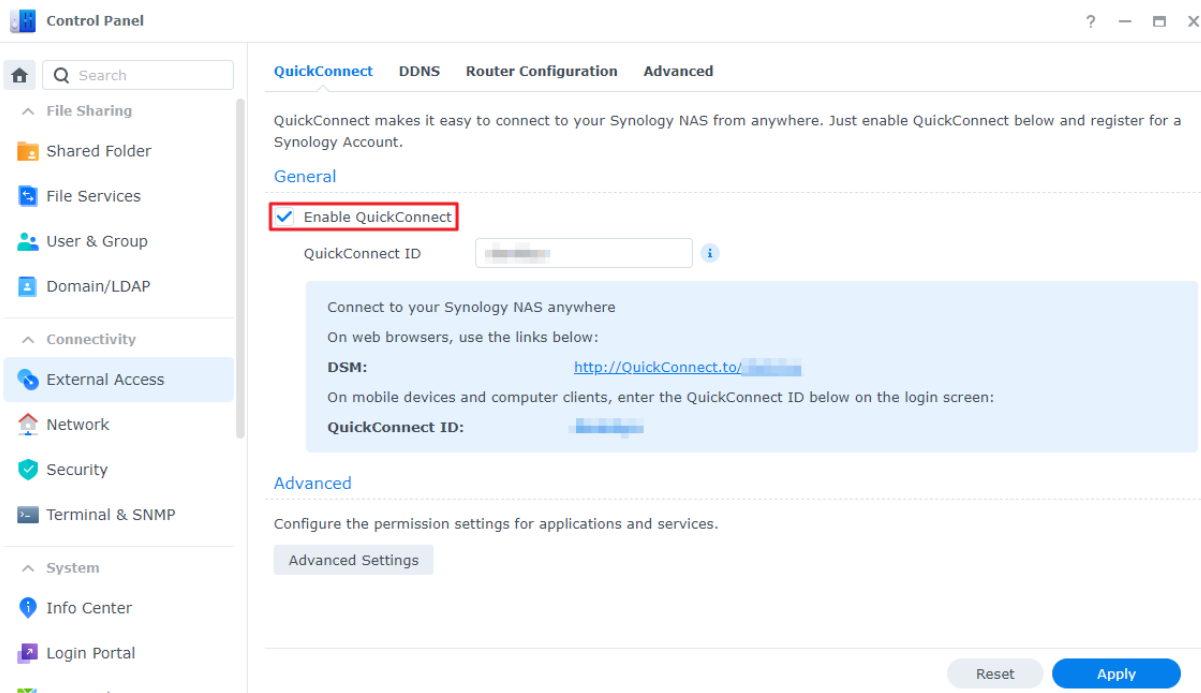 Control Panel
Search
File Sharing
Shared Folder
File Services
User & Group
Domain/LDAP
Connectivity
External Access
Network
Security
Terminal & SNMP
System
Info Center
Login Portal
QuickConnect DDNS Router Configuration Advanced
QuickConnect makes it easy to connect to your Synology NAS from anywhere. Just enable QuickConnect below and register for a
Synology Account.
General
Enable QuickConnect
QuickConnect ID
Connect to your Synology NAS anywhere
On web browsers, use the links below:
DSM: http://QuickConnect.to/
On mobile devices and computer clients, enter the QuickConnect ID below on the login screen:
QuickConnect ID:
Advanced
Configure the permission settings for applications and services.
Advanced Settings
Reset Apply